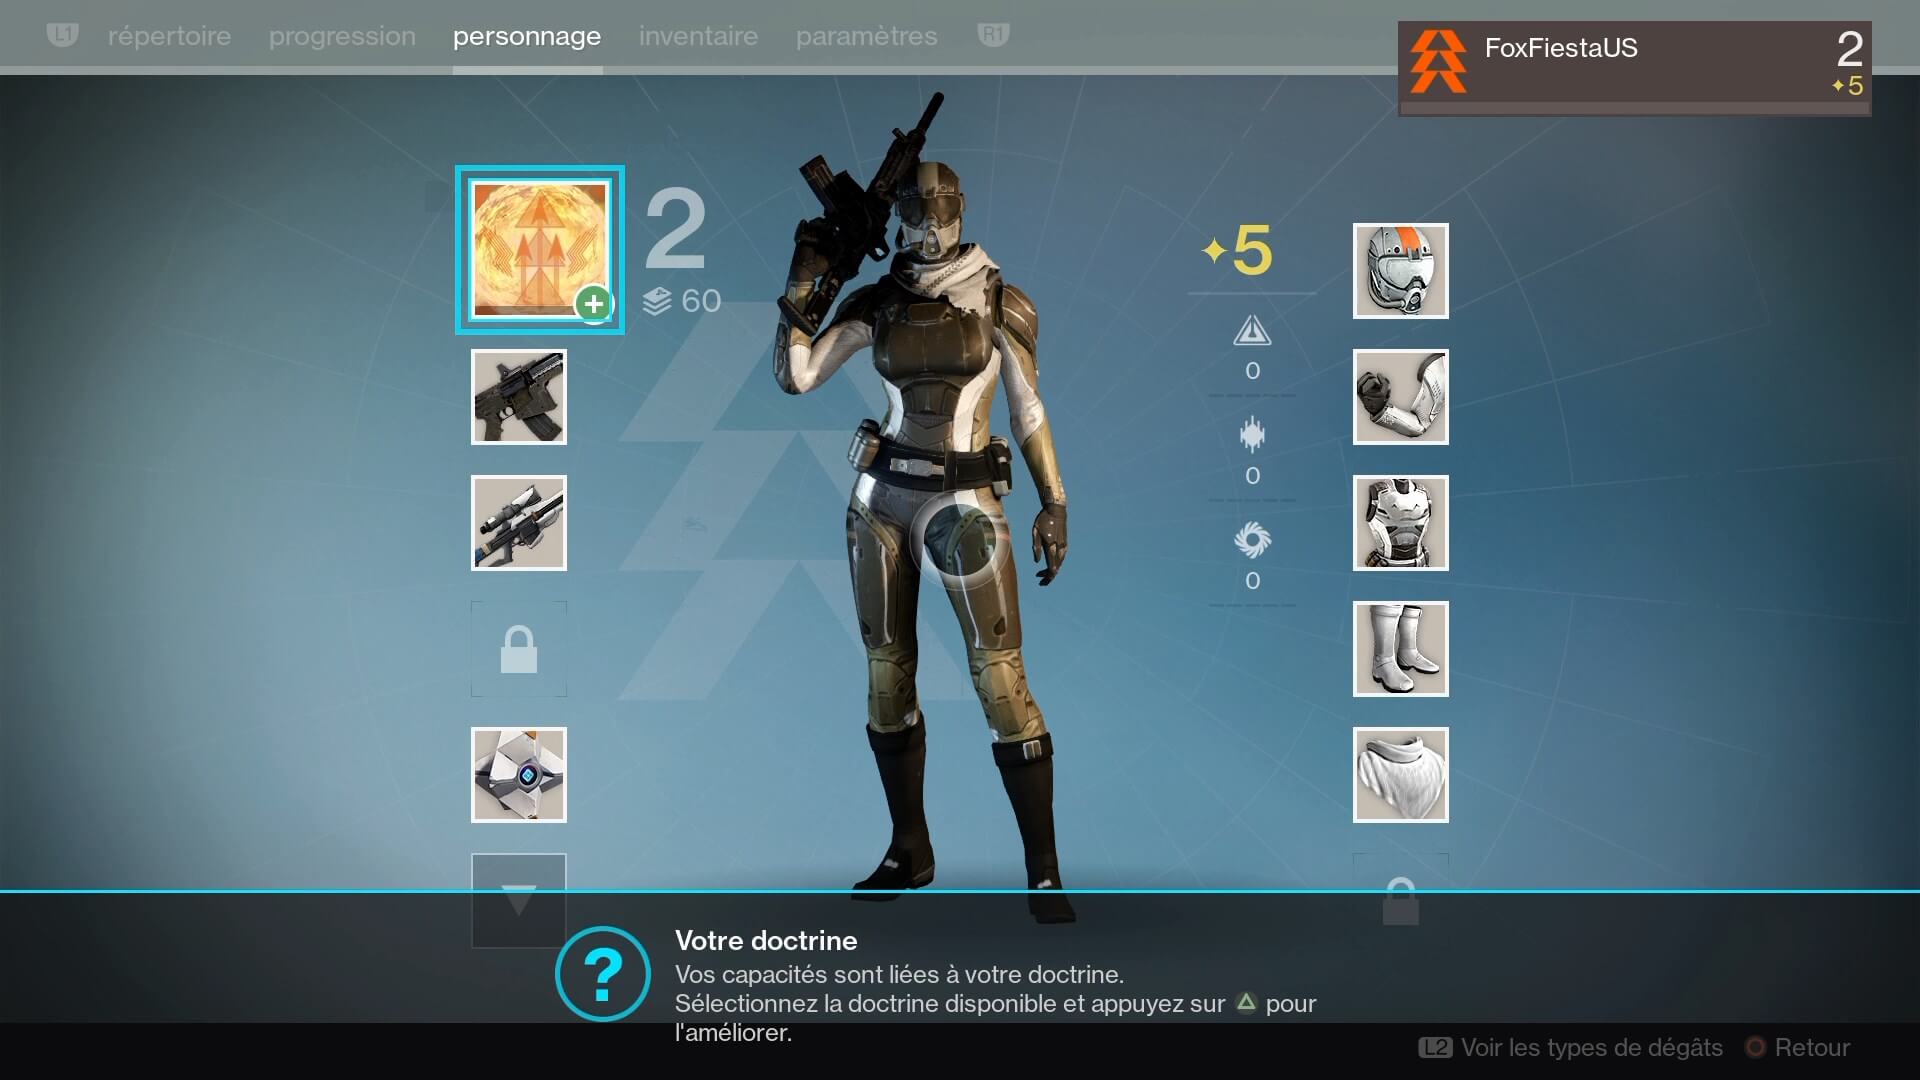 L1 répertoire progression personnage inventaire paramètres R1
FoxFiestaUS 2
5
2
60
5
0
0
0
?
Votre doctrine
Vos capacités sont liées à votre doctrine.
Sélectionnez la doctrine disponible et appuyez sur pour
l'améliorer.
L2 Voir les types de dégâts Retour